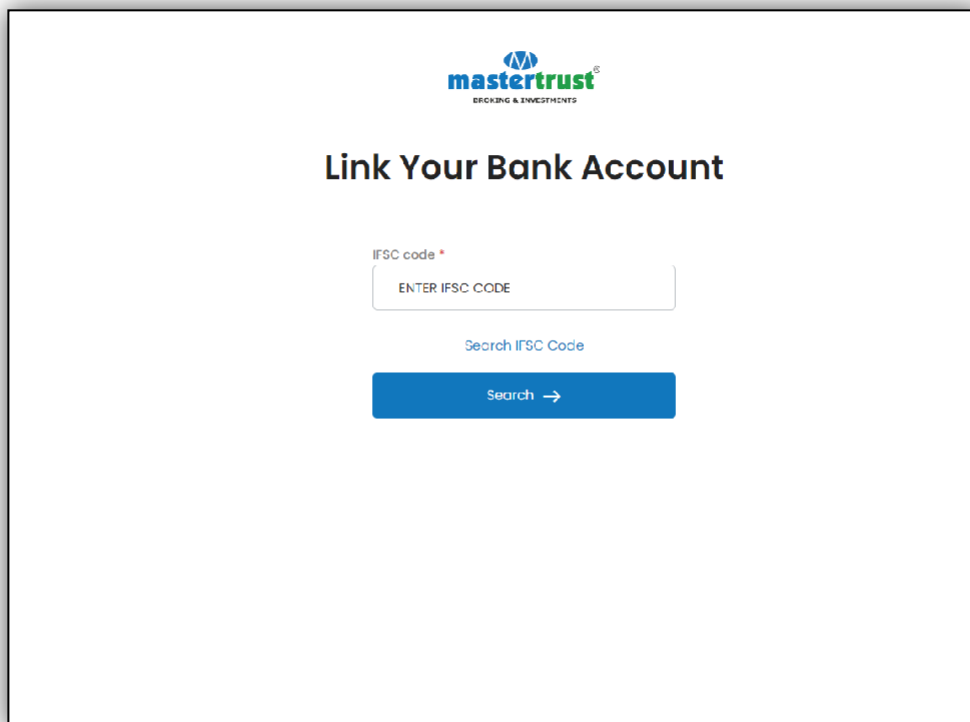 mastertrust®
BROKING & INVESTMENTS
Link Your Bank Account
IFSC code *
ENTER IFSC CODE
Search IFSC Code
Search →